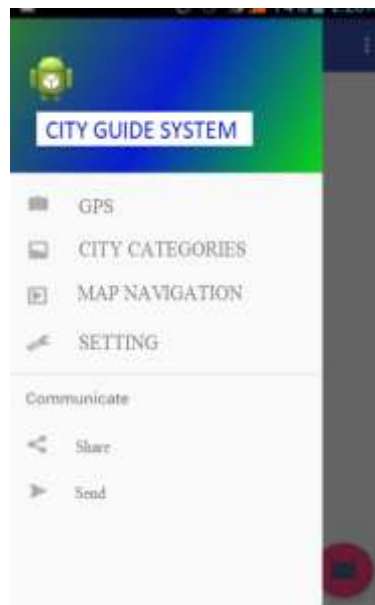 CITY GUIDE SYSTEM
GPS
CITY CATEGORIES
MAP NAVIGATION
SETTING
Communicate
Share
Send